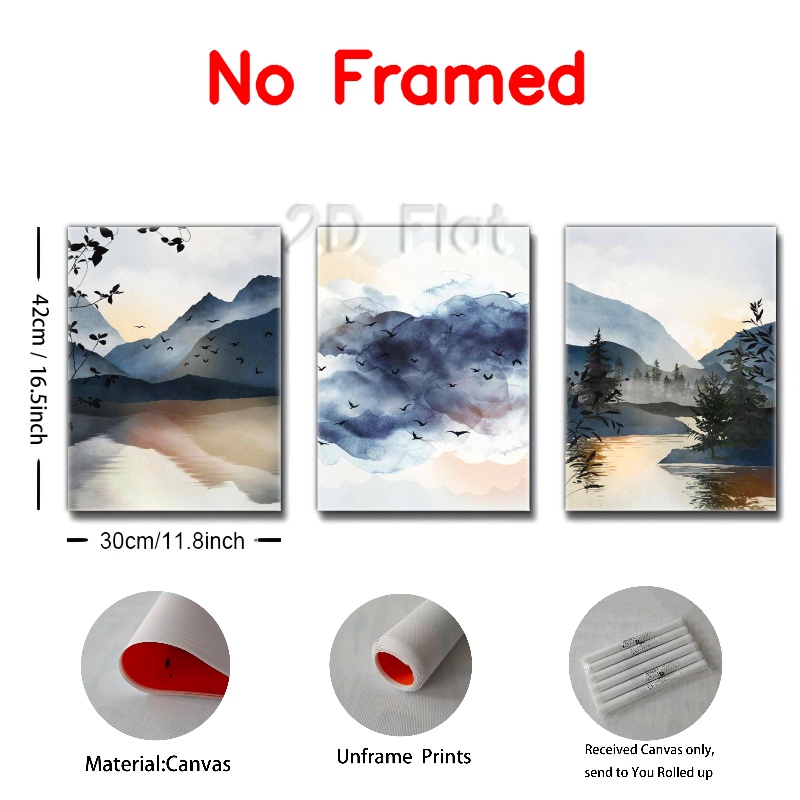 No Framed
2D Flat
42cm / 16.5inch
30cm/11.8inch
Material:Canvas
Unframe Prints
Received Canvas only,
send to You Rolled up